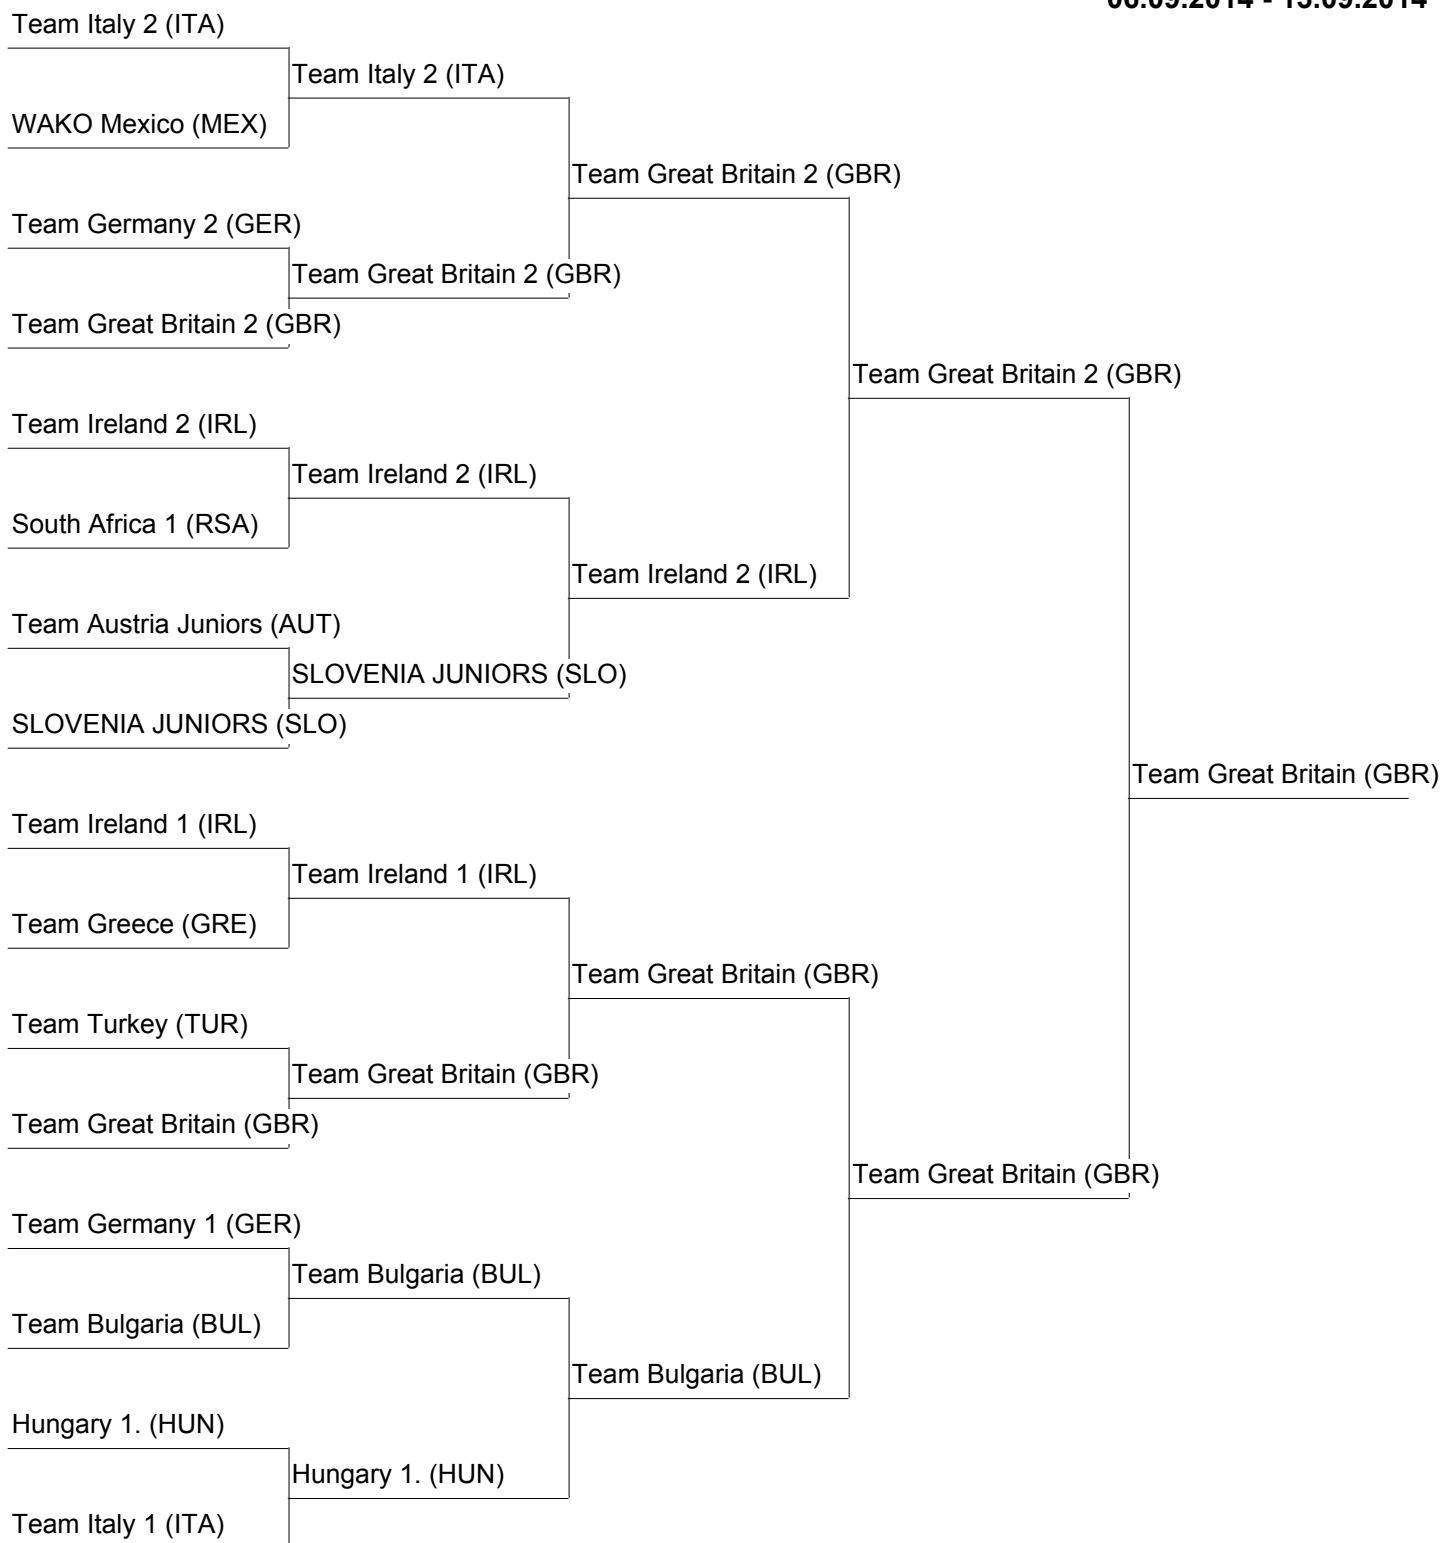 06.09.2014 - 13.09.2014
Team Italy 2 (ITA)
Team Italy 2 (ITA)
WAKO Mexico (MEX)
Team Great Britain 2 (GBR)
Team Germany 2 (GER)
Team Great Britain 2 (GBR)
Team Great Britain 2 (GBR)
Team Great Britain 2 (GBR)
Team Ireland 2 (IRL)
Team Ireland 2 (IRL)
South Africa 1 (RSA)
Team Ireland 2 (IRL)
Team Austria Juniors (AUT)
SLOVENIA JUNIORS (SLO)
SLOVENIA JUNIORS (SLO)
Team Great Britain (GBR)
Team Ireland 1 (IRL)
Team Ireland 1 (IRL)
Team Greece (GRE)
Team Great Britain (GBR)
Team Turkey (TUR)
Team Great Britain (GBR)
Team Great Britain (GBR)
Team Great Britain (GBR)
Team Germany 1 (GER)
Team Bulgaria (BUL)
Team Bulgaria (BUL)
Team Bulgaria (BUL)
Hungary 1. (HUN)
Hungary 1. (HUN)
Team Italy 1 (ITA)